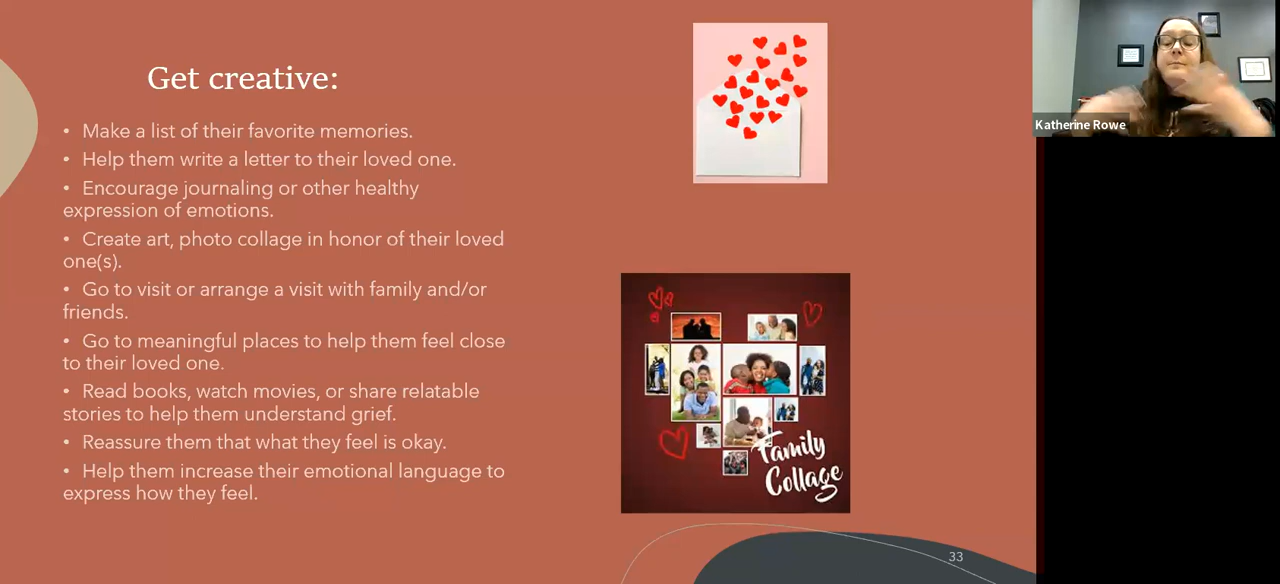 Get creative:
• Make a list of their favorite memories.
• Help them write a letter to their loved one.
• Encourage journaling or other healthy
expression of emotions.
• Create art, photo collage in honor of their loved
one(s).
• Go to visit or arrange a visit with family and/or
friends.
• Go to meaningful places to help them feel close
to their loved one.
• Read books, watch movies, or share relatable
stories to help them understand grief.
• Reassure them that what they feel is okay.
• Help them increase their emotional language to
express how they feel.
Family
Collage
33
Katherine Rowe